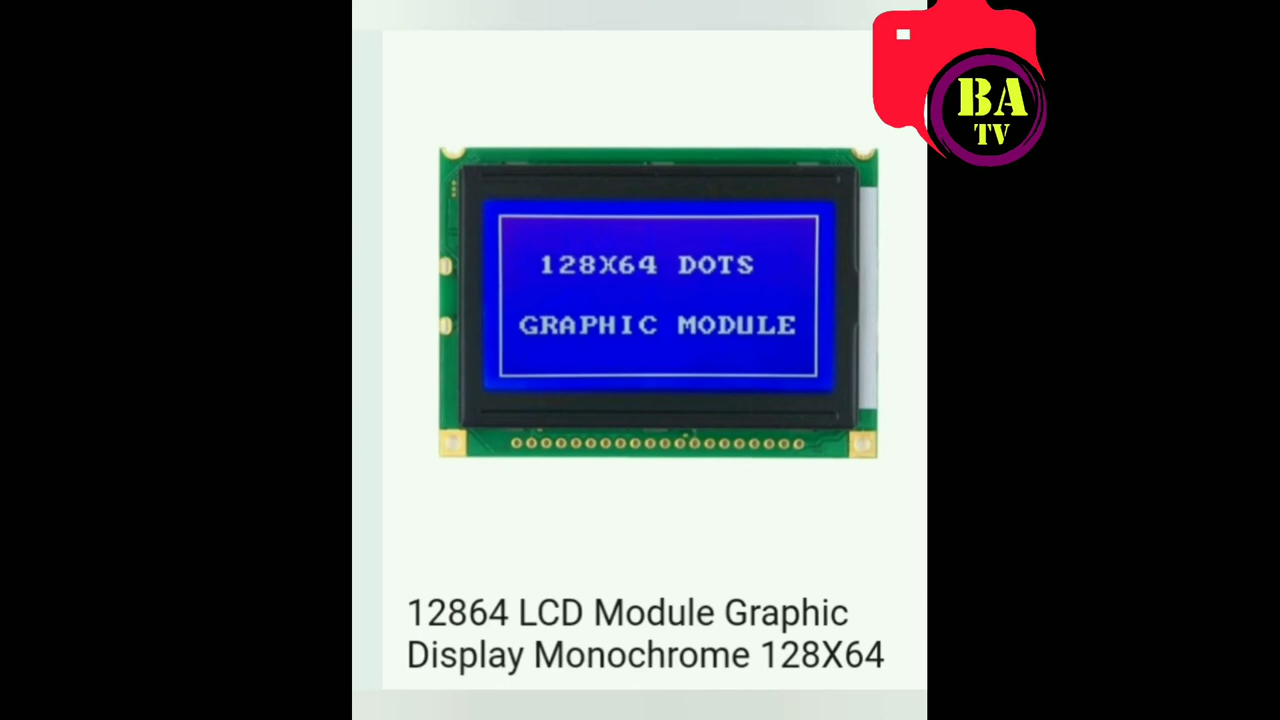 BA
TV
128X64 DOTS
GRAPHIC MODULE
12864 LCD Module Graphic
Display Monochrome 128X64